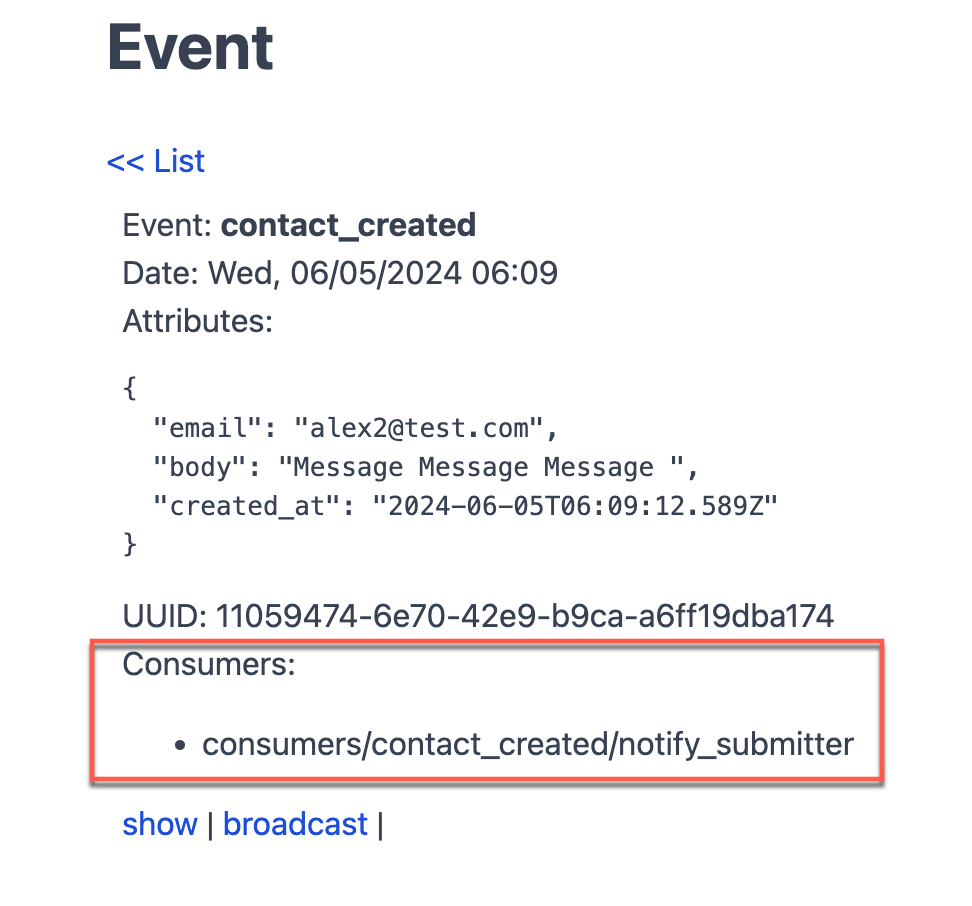 Event
<< List
Event: contact_created
Date: Wed, 06/05/2024 06:09
Attributes:
{
  "email": "alex2@test.com",
  "body": "Message Message Message ",
  "created_at": "2024-06-05T06:09:12.589Z"
}
UUID: 11059474-6e70-42e9-b9ca-a6ff19dba174
Consumers:
• consumers/contact_created/notify_submitter
show | broadcast |